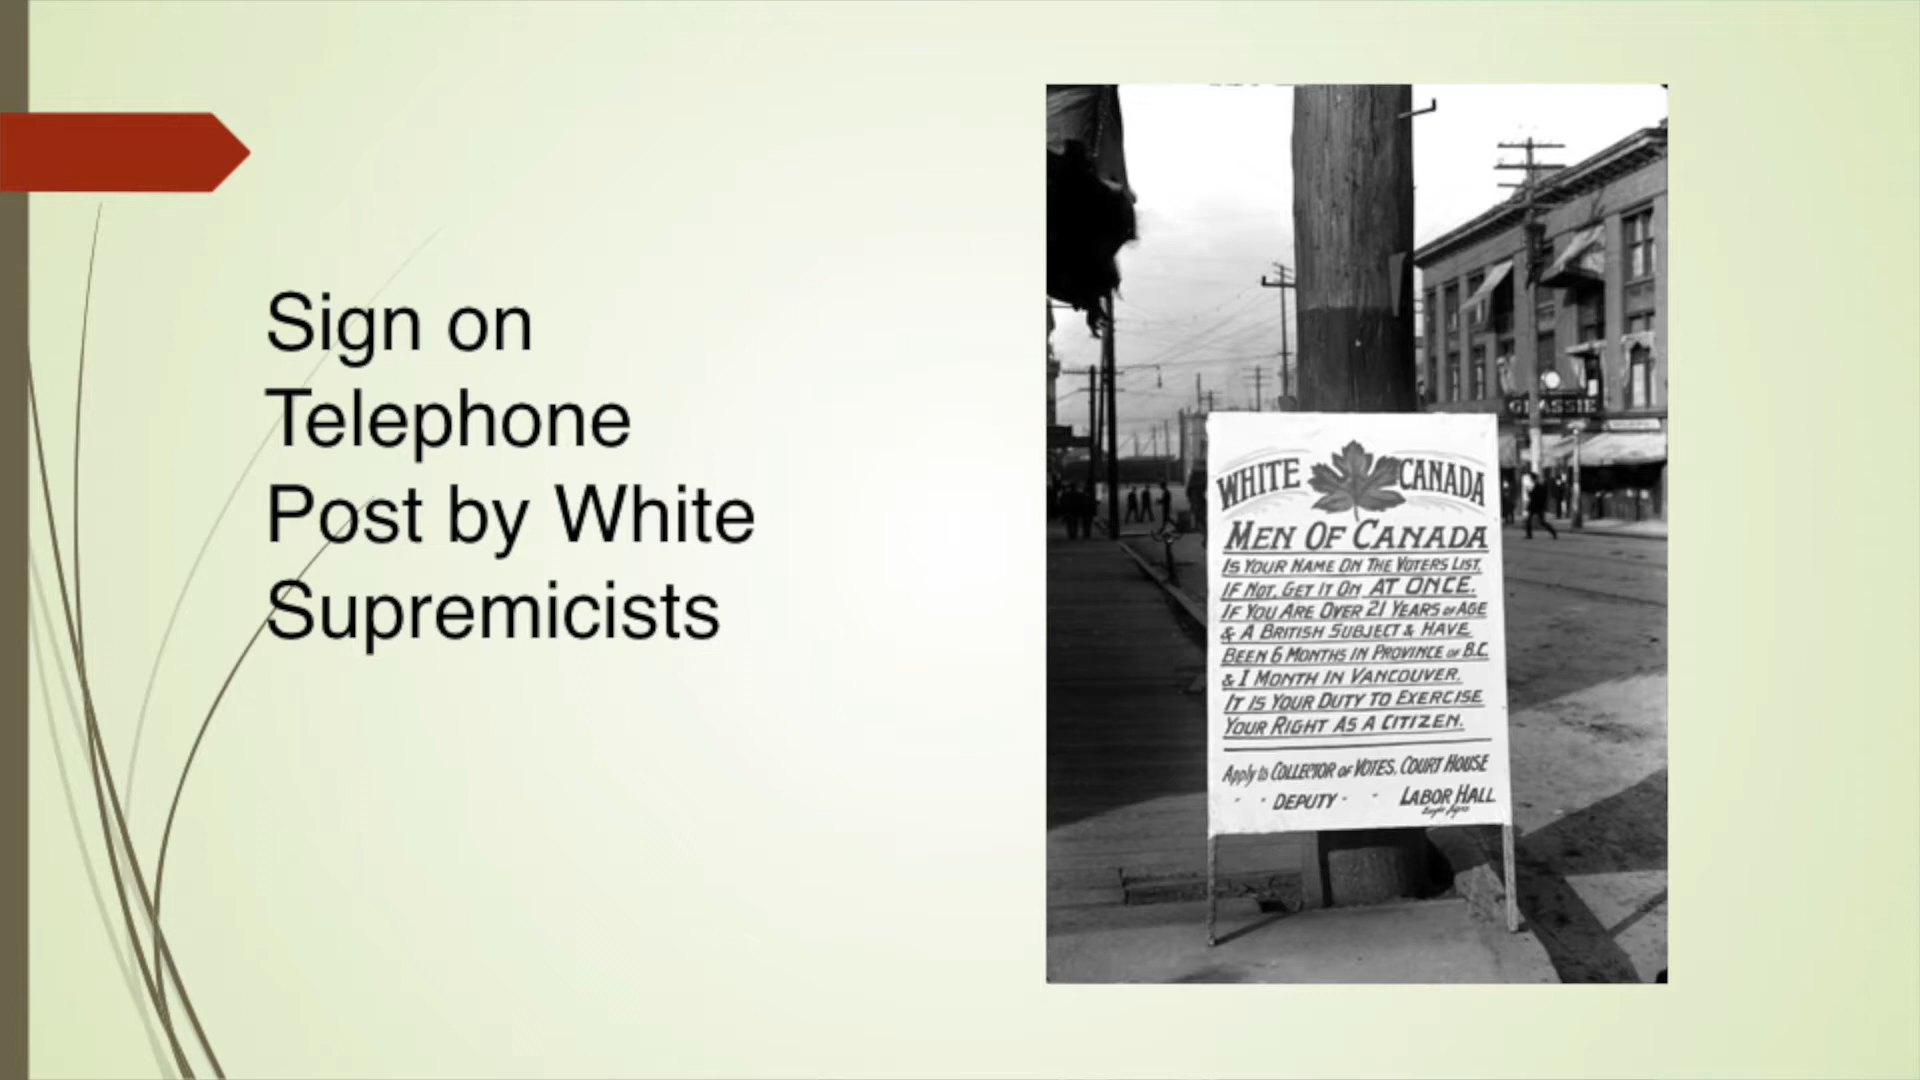 Sign on
Telephone
Post by White
Supremicists
GLASSIE
WHITE CANADA
MEN OF CANADA
IS YOUR NAME ON THE VOTERS LIST,
IF NOT, GET IT ON AT ONCE.
IF YOU ARE OVER 21 YEARS OF AGE
& A BRITISH SUBJECT & HAVE
BEEN 6 MONTHS IN PROVINCE OF B.C.
& 1 MONTH IN VANCOUVER.
IT IS YOUR DUTY TO EXERCISE
YOUR RIGHT AS A CITIZEN.
Apply to COLLECTOR OF VOTES, COURT HOUSE
" " DEPUTY " " LABOR HALL